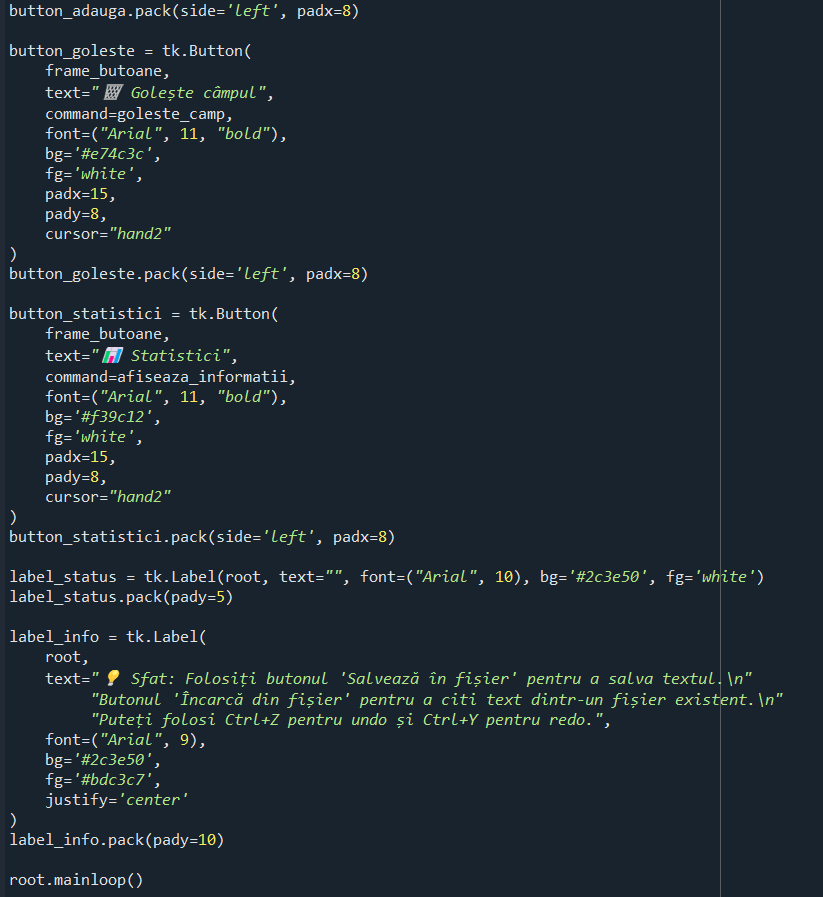 button_adauga.pack(side='left', padx=8)

button_goleste = tk.Button(
    frame_butoane,
    text="🗑 Golește câmpul",
    command=goleste_camp,
    font=("Arial", 11, "bold"),
    bg='#e74c3c',
    fg='white',
    padx=15,
    pady=8,
    cursor="hand2"
)
button_goleste.pack(side='left', padx=8)

button_statistici = tk.Button(
    frame_butoane,
    text="📊 Statistici",
    command=afiseaza_informatii,
    font=("Arial", 11, "bold"),
    bg='#f39c12',
    fg='white',
    padx=15,
    pady=8,
    cursor="hand2"
)
button_statistici.pack(side='left', padx=8)

label_status = tk.Label(root, text="", font=("Arial", 10), bg='#2c3e50', fg='white')
label_status.pack(pady=5)

label_info = tk.Label(
    root,
    text="💡 Sfat: Folosiți butonul 'Salvează în fișier' pentru a salva textul.\n"
         "Butonul 'Încarcă din fișier' pentru a citi text dintr-un fișier existent.\n"
         "Puteți folosi Ctrl+Z pentru undo și Ctrl+Y pentru redo.",
    font=("Arial", 9),
    bg='#2c3e50',
    fg='#bdc3c7',
    justify='center'
)
label_info.pack(pady=10)

root.mainloop()